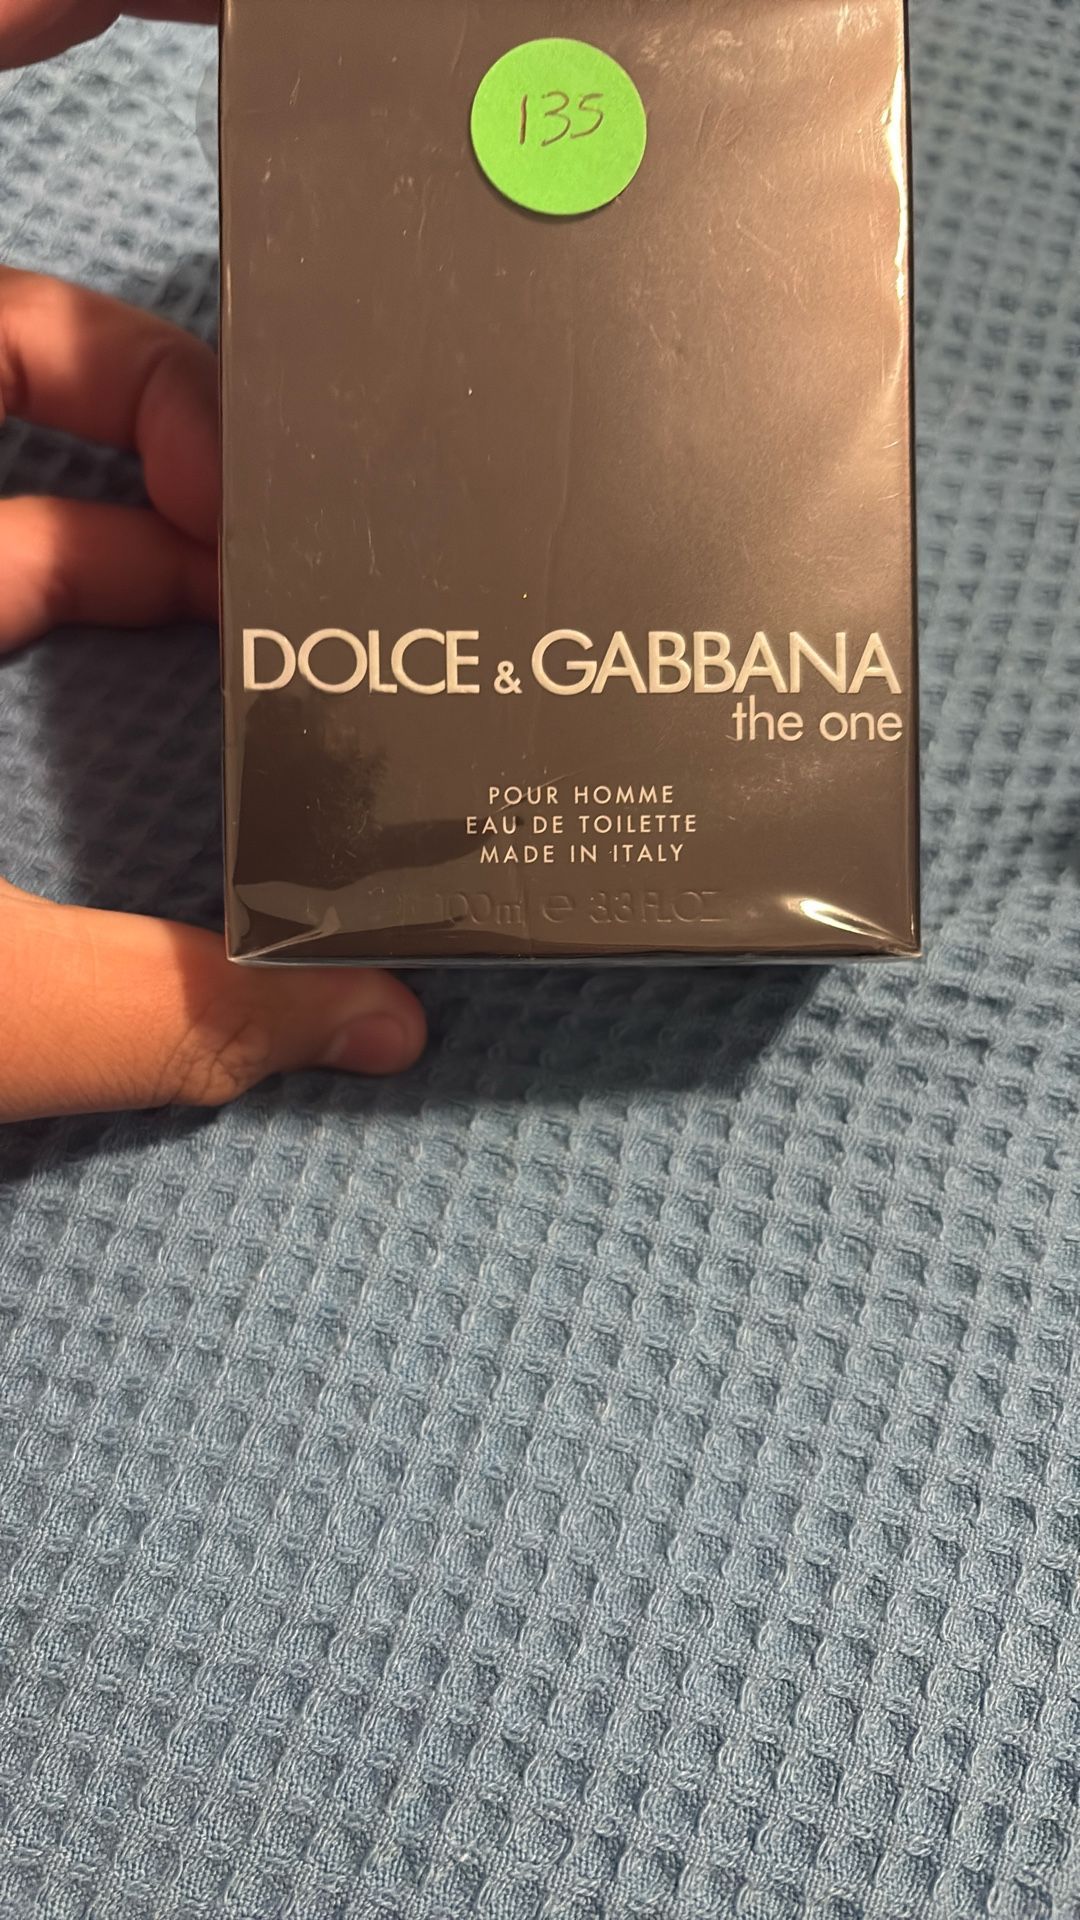 135
DOLCE & GABBANA
the one
POUR HOMME
EAU DE TOILETTE
MADE IN ITALY
100ml e 3.3 FL.OZ.